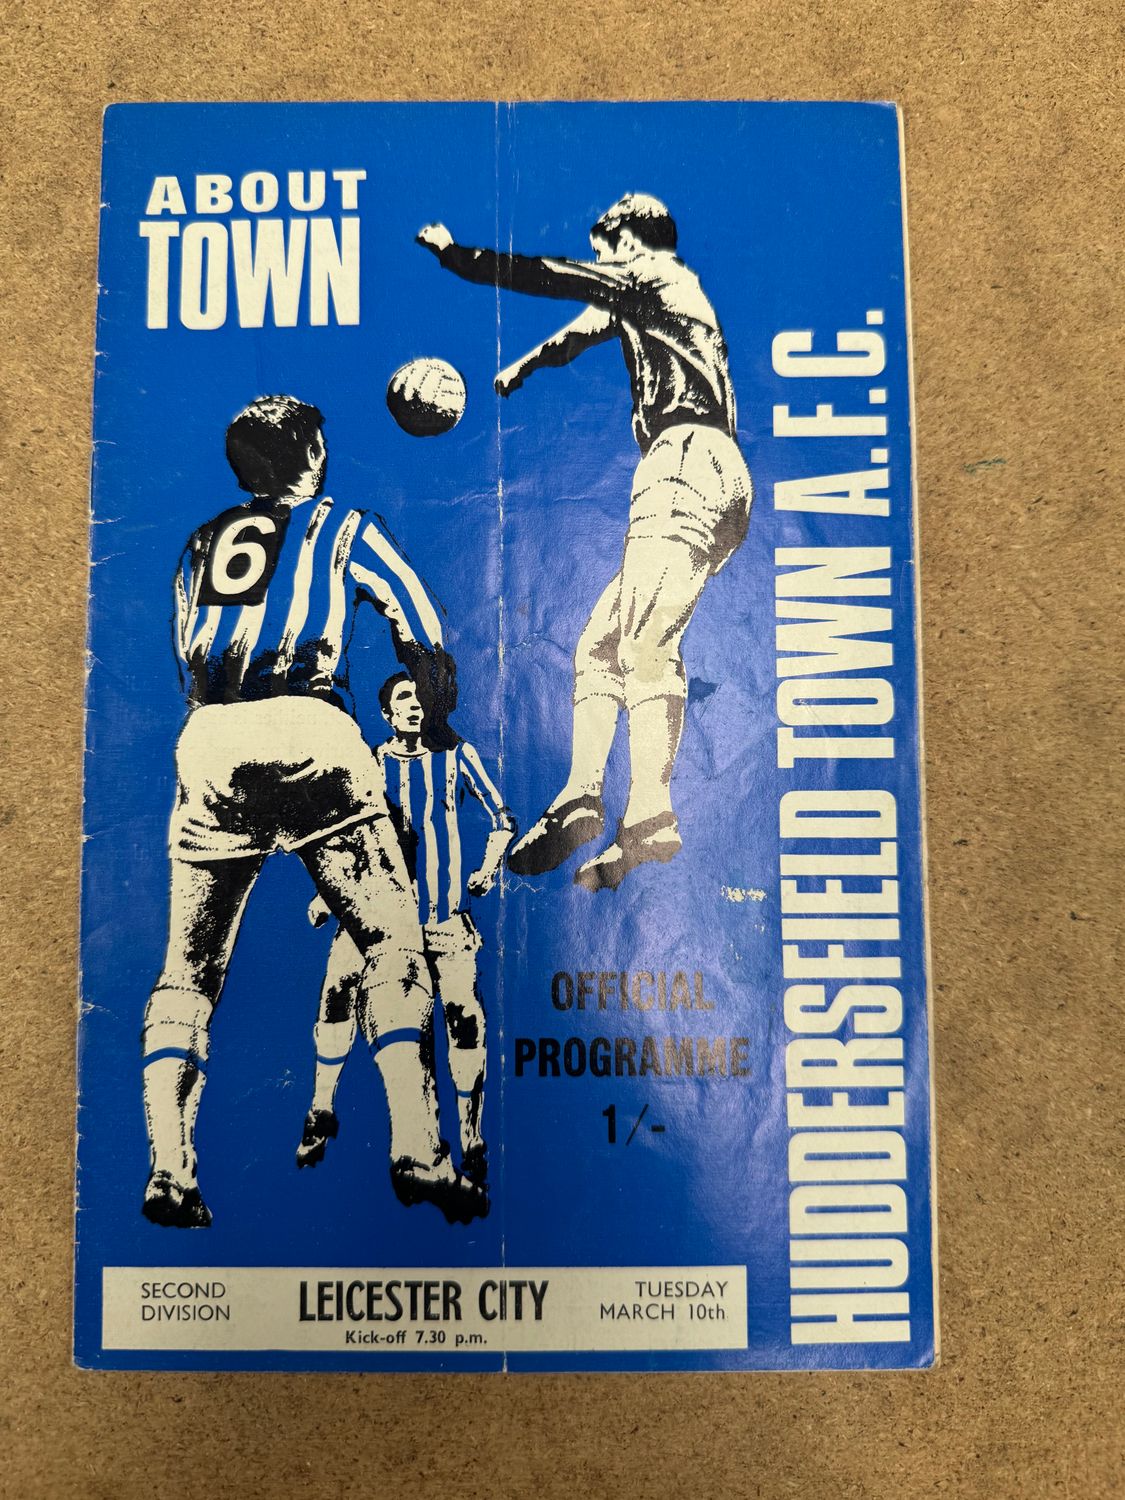 ABOUT
TOWN
6
HUDDERSFIELD TOWN A.F.C.
OFFICIAL
PROGRAMME
1/-
SECOND
DIVISION
LEICESTER CITY
Kick-off 7.30 p.m.
TUESDAY
MARCH 10th